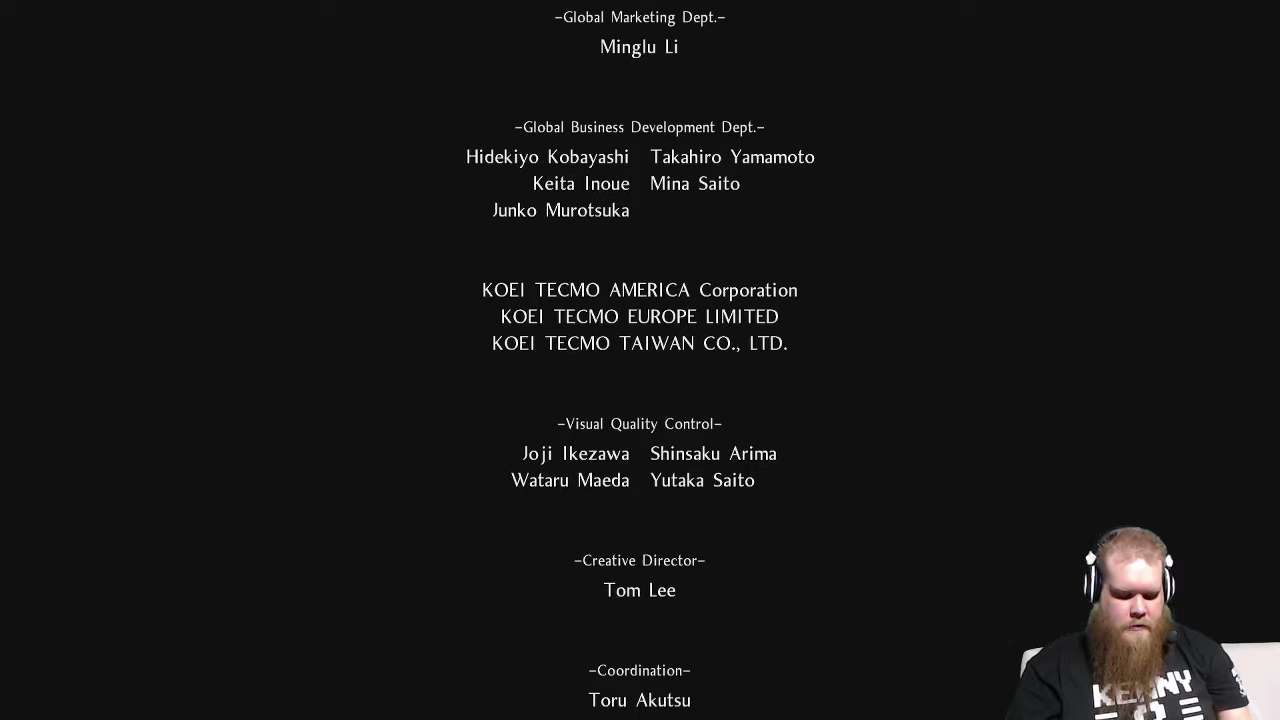 -Global Marketing Dept.-
Minglu Li
-Global Business Development Dept.-
Hidekiyo Kobayashi Takahiro Yamamoto
Keita Inoue Mina Saito
Junko Murotsuka
KOEI TECMO AMERICA Corporation
KOEI TECMO EUROPE LIMITED
KOEI TECMO TAIWAN CO., LTD.
-Visual Quality Control-
Joji Ikezawa Shinsaku Arima
Wataru Maeda Yutaka Saito
-Creative Director-
Tom Lee
-Coordination-
Toru Akutsu